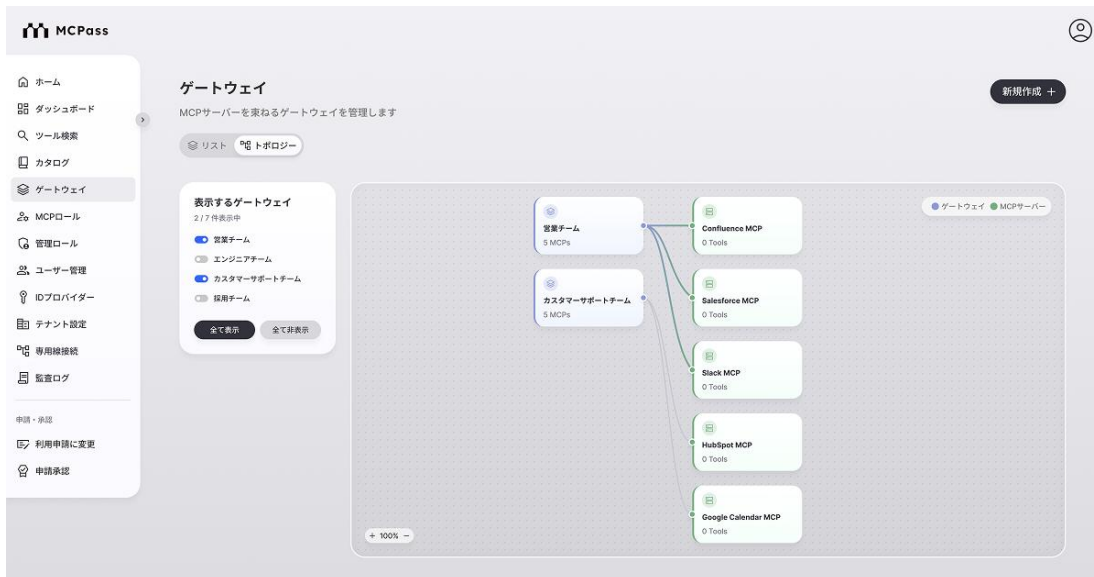 MCPass
ホーム
ダッシュボード
ツール検索
カタログ
ゲートウェイ
MCPロール
管理ロール
ユーザー管理
IDプロバイダー
テナント設定
専用線接続
監査ログ
申請・承認
利用申請に変更
申請承認
ゲートウェイ
MCPサーバーを束ねるゲートウェイを管理します
新規作成 +
リスト
トポロジー
表示するゲートウェイ
2 / 7 件表示中
営業チーム
エンジニアチーム
カスタマーサポートチーム
採用チーム
全て表示
全て非表示
ゲートウェイ
MCPサーバー
営業チーム
5 MCPs
カスタマーサポートチーム
5 MCPs
Confluence MCP
0 Tools
Salesforce MCP
0 Tools
Slack MCP
0 Tools
HubSpot MCP
0 Tools
Google Calendar MCP
0 Tools
+ 100% −